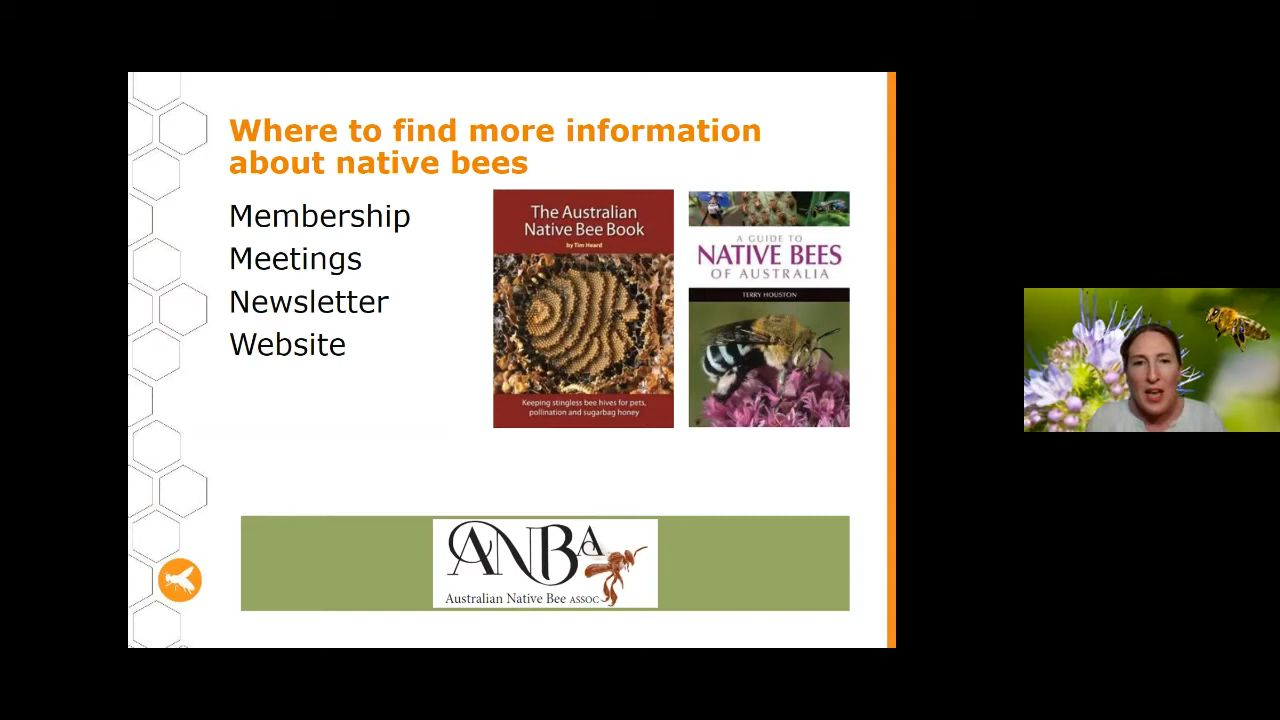 Where to find more information
about native bees
Membership
Meetings
Newsletter
Website
The Australian
Native Bee Book
by Tim Heard
Keeping stingless bee hives for pets,
pollination and sugarbag honey
A GUIDE TO
NATIVE BEES
OF AUSTRALIA
TERRY HOUSTON
ANBA
Australian Native Bee ASSOC